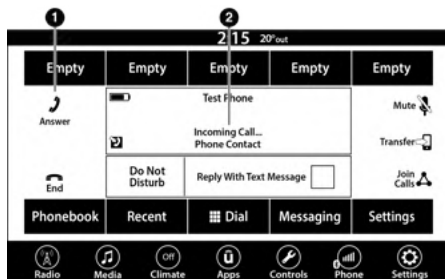 1 2
2:15 20°out
Empty Empty Empty Empty Empty
Test Phone
Answer
Mute
Incoming Call...
Phone Contact
Transfer
End
Do Not
Disturb
Reply With Text Message
Join
Calls
Phonebook Recent Dial Messaging Settings
Off ū
Radio Media Climate Apps Controls Phone Settings